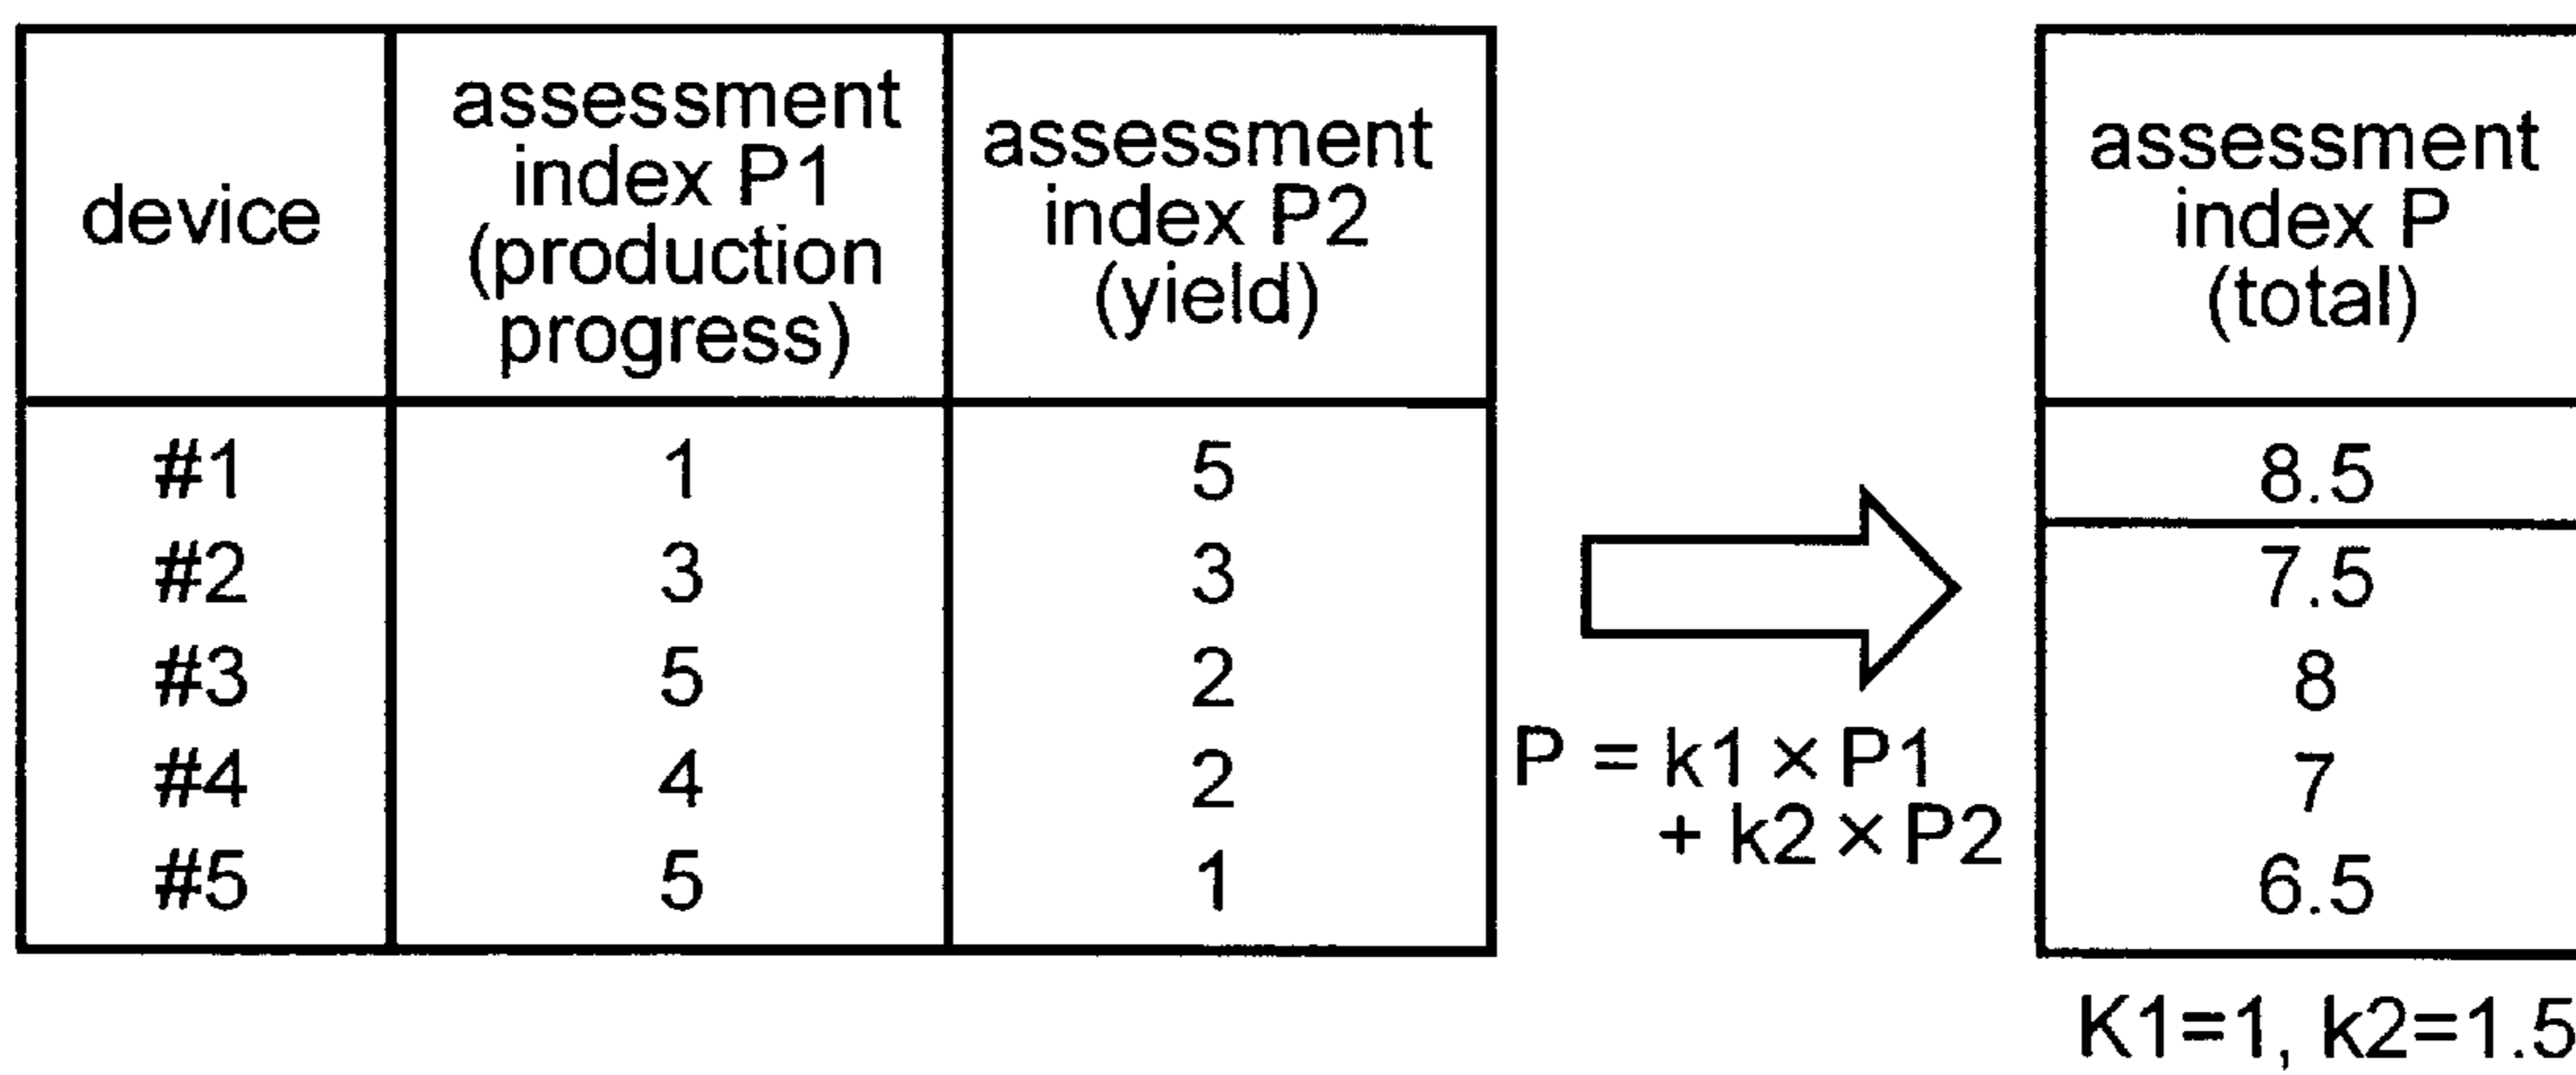 device
assessment
index P1
(production
progress)
assessment
index P2
(yield)
#1 1 5
#2 3 3
#3 5 2
#4 4 2
#5 5 1
P = k1 × P1
+ k2 × P2
assessment
index P
(total)
8.5
7.5
8
7
6.5
K1=1, k2=1.5